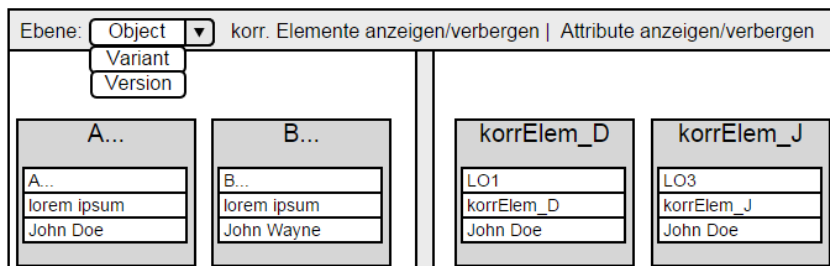 Ebene: Object ▼ korr. Elemente anzeigen/verbergen | Attribute anzeigen/verbergen
Variant
Version
A... B... korrElem_D korrElem_J
A... B... LO1 LO3
lorem ipsum lorem ipsum korrElem_D korrElem_J
John Doe John Wayne John Doe John Doe